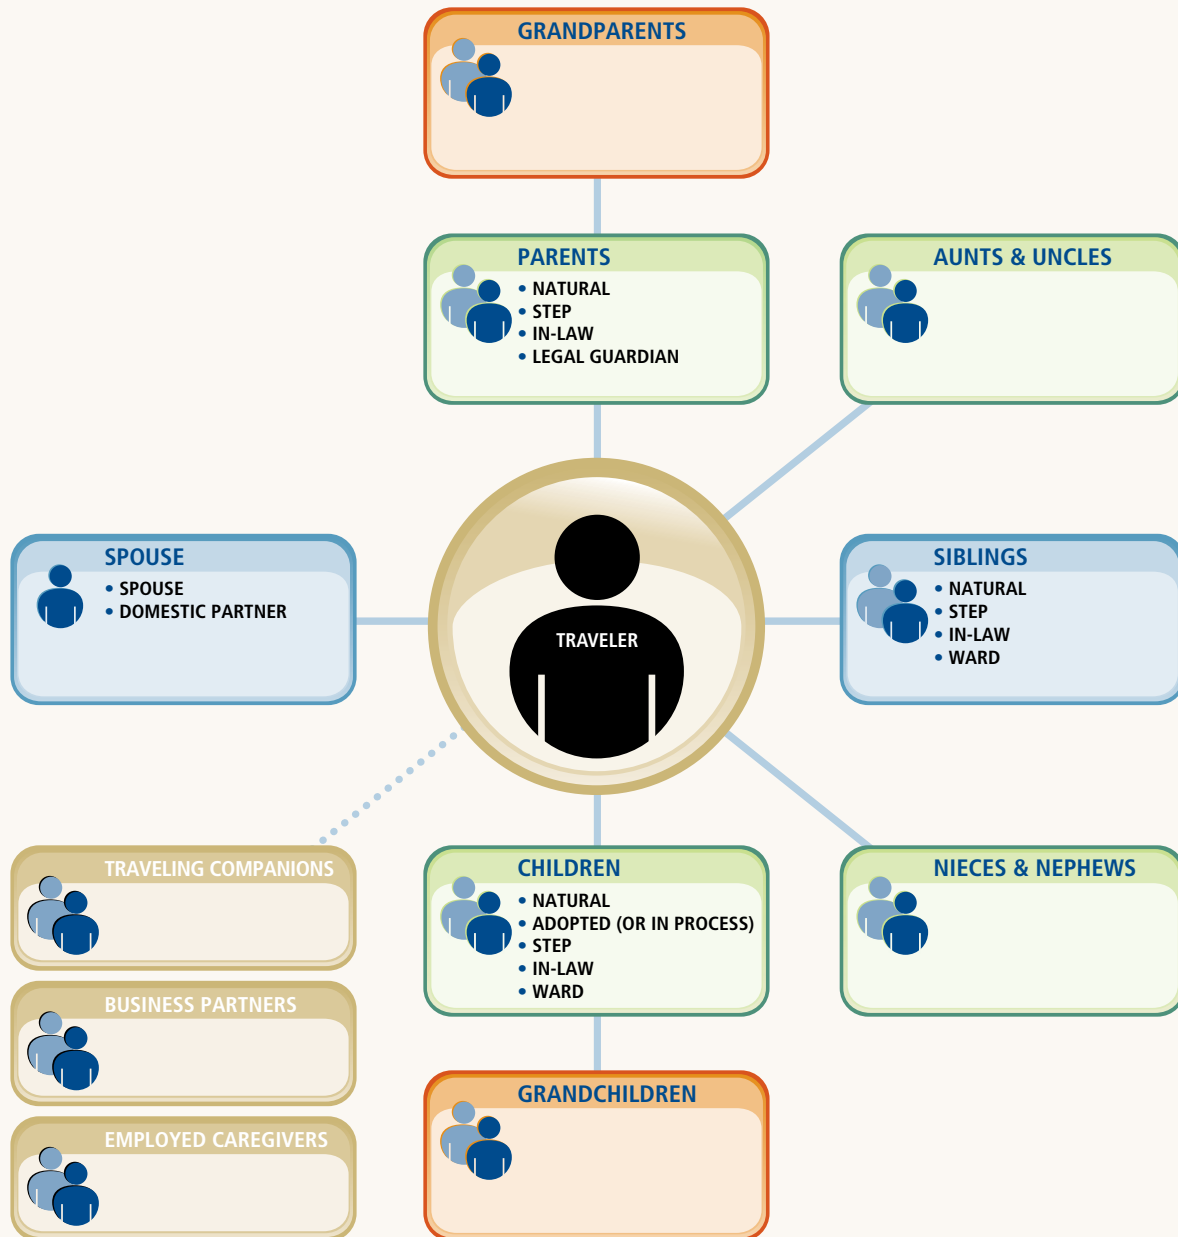 GRANDPARENTS
PARENTS
• NATURAL
• STEP
• IN-LAW
• LEGAL GUARDIAN
AUNTS & UNCLES
SPOUSE
• SPOUSE
• DOMESTIC PARTNER
TRAVELER
SIBLINGS
• NATURAL
• STEP
• IN-LAW
• WARD
TRAVELING COMPANIONS
BUSINESS PARTNERS
EMPLOYED CAREGIVERS
CHILDREN
• NATURAL
• ADOPTED (OR IN PROCESS)
• STEP
• IN-LAW
• WARD
NIECES & NEPHEWS
GRANDCHILDREN